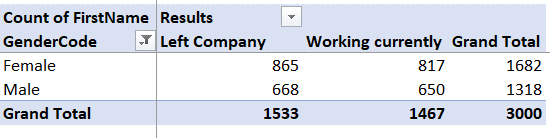 Count of FirstName Results
GenderCode Left Company Working currently Grand Total
Female 865 817 1682
Male 668 650 1318
Grand Total 1533 1467 3000